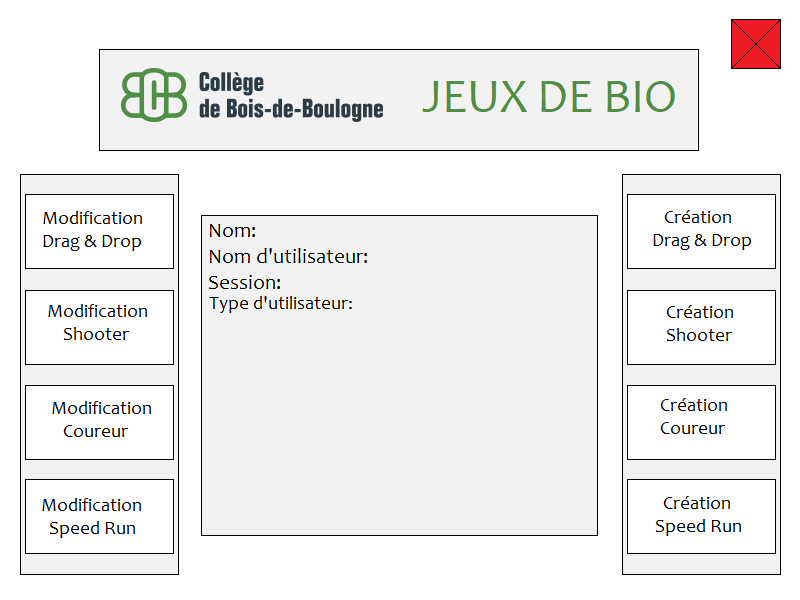 BCB
Collège
de Bois-de-Boulogne
JEUX DE BIO
Modification
Drag & Drop
Modification
Shooter
Modification
Coureur
Modification
Speed Run
Nom:
Nom d'utilisateur:
Session:
Type d'utilisateur:
Création
Drag & Drop
Création
Shooter
Création
Coureur
Création
Speed Run